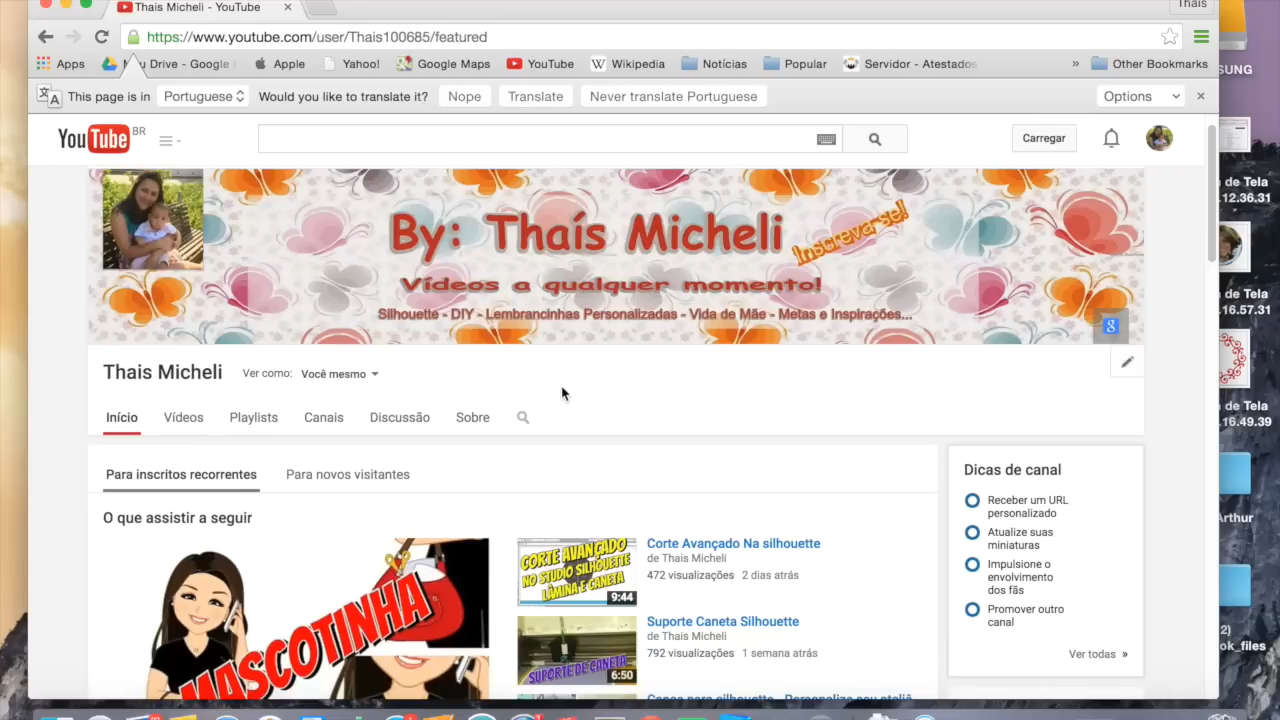 Thais Micheli - YouTube
Thais
https://www.youtube.com/user/Thais100685/featured
Apps
u Drive - Google
Apple
Yahoo!
Google Maps
YouTube
Wikipedia
Notícias
Popular
Servidor - Atestados
»
Other Bookmarks
This page is in
Portuguese
Would you like to translate it?
Nope
Translate
Never translate Portuguese
Options
YouTube BR
Carregar
By: Thaís Micheli
Inscreva-se!
Vídeos a qualquer momento!
Silhouette - DIY - Lembrancinhas Personalizadas - Vida de Mãe - Metas e Inspirações...
Thais Micheli
Ver como: Você mesmo
Início
Vídeos
Playlists
Canais
Discussão
Sobre
Para inscritos recorrentes
Para novos visitantes
O que assistir a seguir
MASCOTINHA
CORTE AVANÇADO
NO STUDIO SILHOUETTE
LÂMINA E CANETA
9:44
Corte Avançado Na silhouette
de Thais Micheli
472 visualizações 2 dias atrás
SUPORTE DE CANETA
6:50
Suporte Caneta Silhouette
de Thais Micheli
792 visualizações 1 semana atrás
Dicas de canal
Receber um URL
personalizado
Atualize suas
miniaturas
Impulsione o
envolvimento
dos fãs
Promover outro
canal
Ver todas »
SUNG
de Tela
.12.36.31
de Tela
.16.57.31
de Tela
.16.49.39
Arthur
2)
ok_files